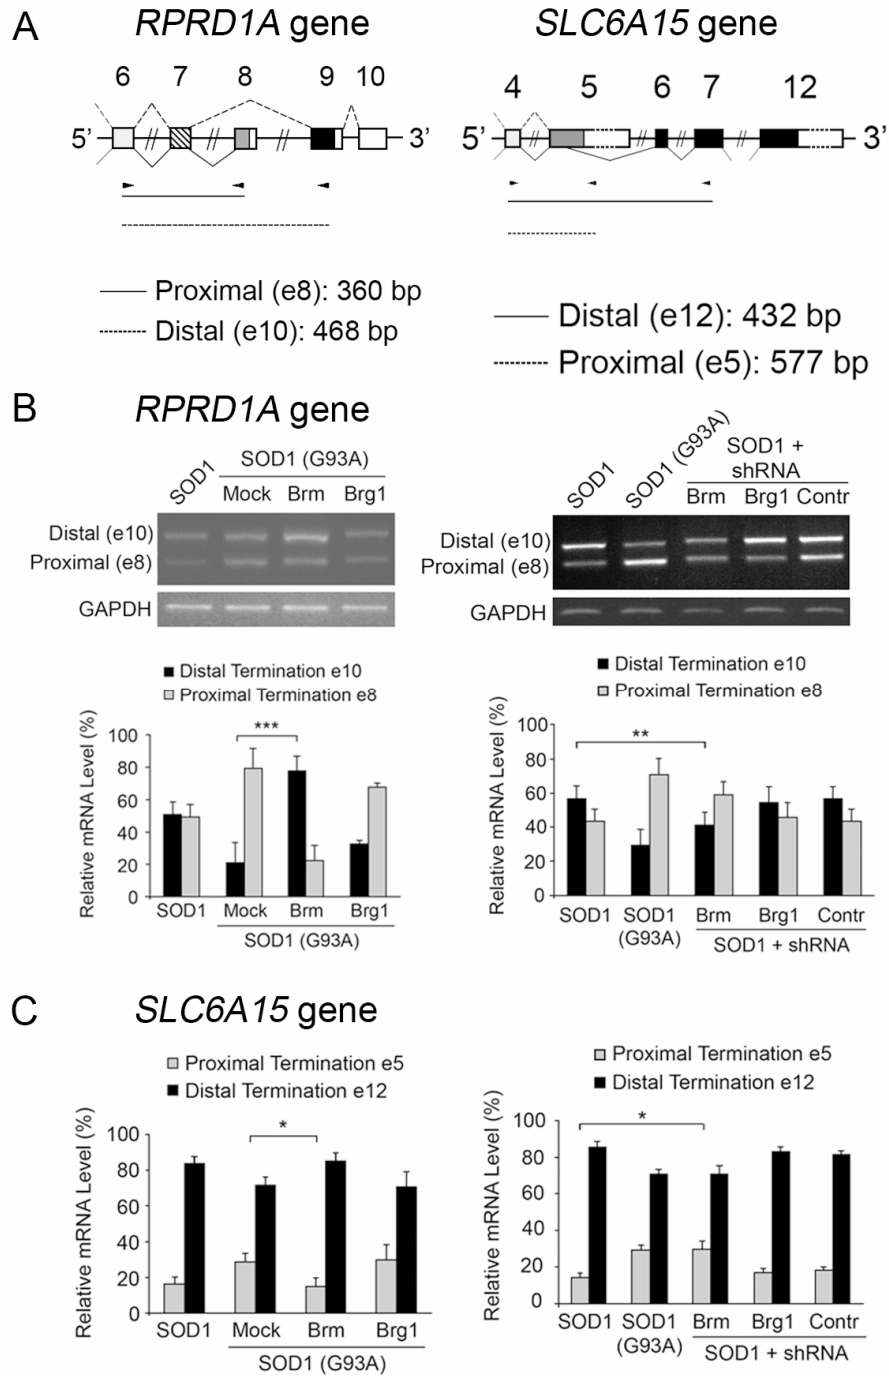 A
RPRD1A gene
SLC6A15 gene
6 7 8 9 10
5’ 3’
4 5 6 7 12
5’ 3’
Proximal (e8): 360 bp
Distal (e10): 468 bp
Distal (e12): 432 bp
Proximal (e5): 577 bp
B
RPRD1A gene
SOD1
SOD1 (G93A)
Mock Brm Brg1
Distal (e10)
Proximal (e8)
GAPDH
SOD1
SOD1 (G93A)
SOD1 +
shRNA
Brm Brg1 Contr
Distal (e10)
Proximal (e8)
GAPDH
Distal Termination e10
Proximal Termination e8
Relative mRNA Level (%)
100
80
60
40
20
0
***
SOD1 Mock Brm Brg1
SOD1 (G93A)
Distal Termination e10
Proximal Termination e8
Relative mRNA Level (%)
100
80
60
40
20
0
**
SOD1 SOD1 Brm Brg1 Contr
(G93A) SOD1 + shRNA
C
SLC6A15 gene
Proximal Termination e5
Distal Termination e12
Relative mRNA Level (%)
100
80
60
40
20
0
*
SOD1 Mock Brm Brg1
SOD1 (G93A)
Proximal Termination e5
Distal Termination e12
Relative mRNA Level (%)
100
80
60
40
20
0
*
SOD1 SOD1 Brm Brg1 Contr
(G93A) SOD1 + shRNA